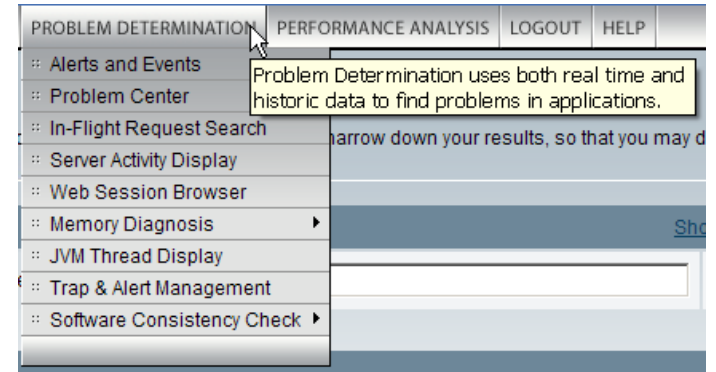 PROBLEM DETERMINATION PERFORMANCE ANALYSIS LOGOUT HELP
Alerts and Events
Problem Determination uses both real time and
historic data to find problems in applications.
Problem Center
In-Flight Request Search
narrow down your results, so that you may d
Server Activity Display
Web Session Browser
Memory Diagnosis
Sho
JVM Thread Display
Trap & Alert Management
Software Consistency Check